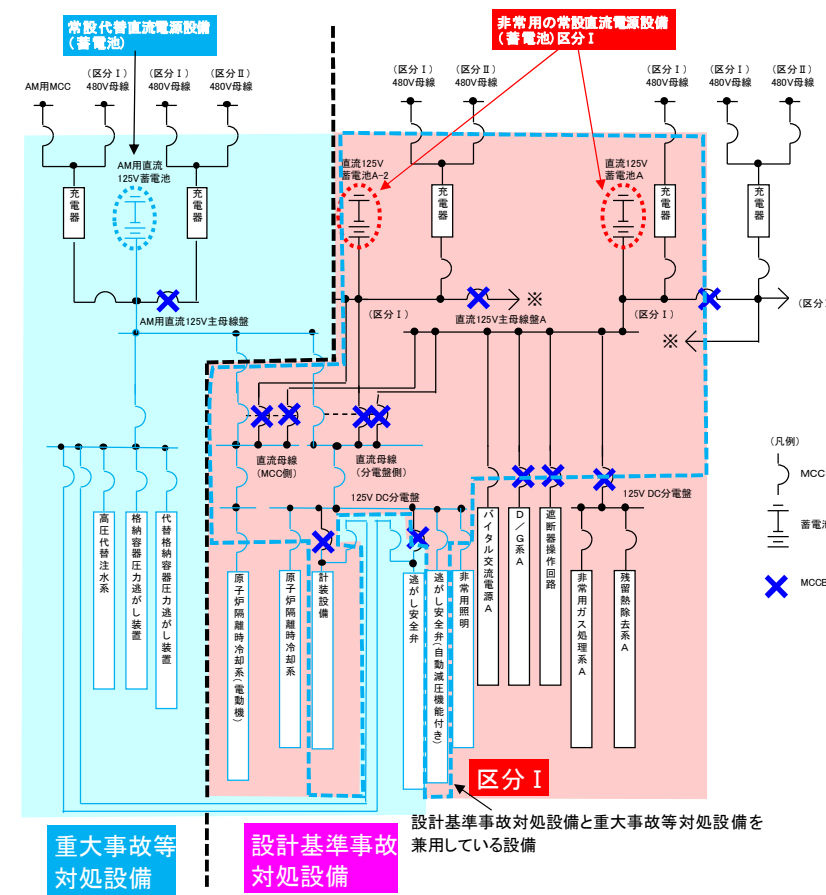 常設代替直流電源設備
(蓄電池)
非常用の常設直流電源設備
(蓄電池)区分Ⅰ
AM用MCC
(区分Ⅰ)
480V母線
(区分Ⅰ)
480V母線
(区分Ⅱ)
480V母線
(区分Ⅰ)
480V母線
(区分Ⅱ)
480V母線
(区分Ⅰ)
480V母線
(区分Ⅰ)
480V母線
(区分Ⅱ)
480V母線
AM用直流
125V蓄電池
直流125V
蓄電池A-2
直流125V
蓄電池A
充電器
充電器
充電器
充電器
充電器
※
(区分Ⅰ)
(区分Ⅰ)
AM用直流125V主母線盤
直流125V主母線盤A
※
直流母線
(MCC側)
直流母線
(分電盤側)
125V DC分電盤
125V DC分電盤
(凡例)
MCC
蓄電池
MCCB
高圧代替注水系
格納容器圧力逃がし装置
代替格納容器圧力逃がし装置
原子炉隔離時冷却系(電動機)
原子炉隔離時冷却系
計装設備
逃がし安全弁
逃がし安全弁(自動減圧機能付き)
非常用照明
バイタル交流電源A
D/G系A
遮断器操作回路
非常用ガス処理系A
残留熱除去系A
区分Ⅰ
設計基準事故対処設備と重大事故等対処設備を
兼用している設備
重大事故等
対処設備
設計基準事故
対処設備